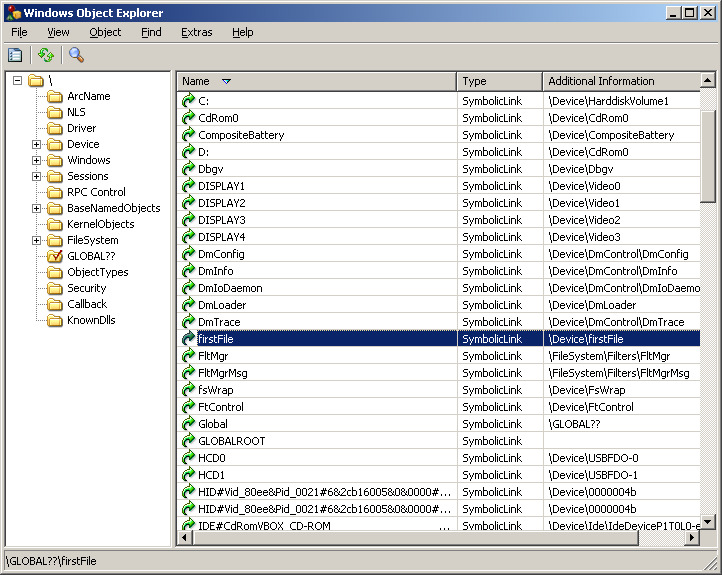 Windows Object Explorer
File View Object Find Extras Help
\
ArcName
NLS
Driver
Device
Windows
Sessions
RPC Control
BaseNamedObjects
KernelObjects
FileSystem
GLOBAL??
ObjectTypes
Security
Callback
KnownDlls
Name Type Additional Information
C: SymbolicLink \Device\HarddiskVolume1
CdRom0 SymbolicLink \Device\CdRom0
CompositeBattery SymbolicLink \Device\CompositeBattery
D: SymbolicLink \Device\CdRom0
Dbgv SymbolicLink \Device\Dbgv
DISPLAY1 SymbolicLink \Device\Video0
DISPLAY2 SymbolicLink \Device\Video1
DISPLAY3 SymbolicLink \Device\Video2
DISPLAY4 SymbolicLink \Device\Video3
DmConfig SymbolicLink \Device\DmControl\DmConfig
DmInfo SymbolicLink \Device\DmControl\DmInfo
DmIoDaemon SymbolicLink \Device\DmControl\DmIoDaemo
DmLoader SymbolicLink \Device\DmLoader
DmTrace SymbolicLink \Device\DmControl\DmTrace
firstFile SymbolicLink \Device\firstFile
FltMgr SymbolicLink \FileSystem\Filters\FltMgr
FltMgrMsg SymbolicLink \FileSystem\Filters\FltMgrMsg
fsWrap SymbolicLink \Device\FsWrap
FtControl SymbolicLink \Device\FtControl
Global SymbolicLink \GLOBAL??
GLOBALROOT SymbolicLink
HCD0 SymbolicLink \Device\USBFDO-0
HCD1 SymbolicLink \Device\USBFDO-1
HID#Vid_80ee&Pid_0021#6&2cb16005&0&0000#... SymbolicLink \Device\0000004b
HID#Vid_80ee&Pid_0021#6&2cb16005&0&0000#... SymbolicLink \Device\0000004b
IDE#CdRomVBOX_CD-ROM ... SymbolicLink \Device\Ide\IdeDeviceP1T0L0-e
\GLOBAL??\firstFile